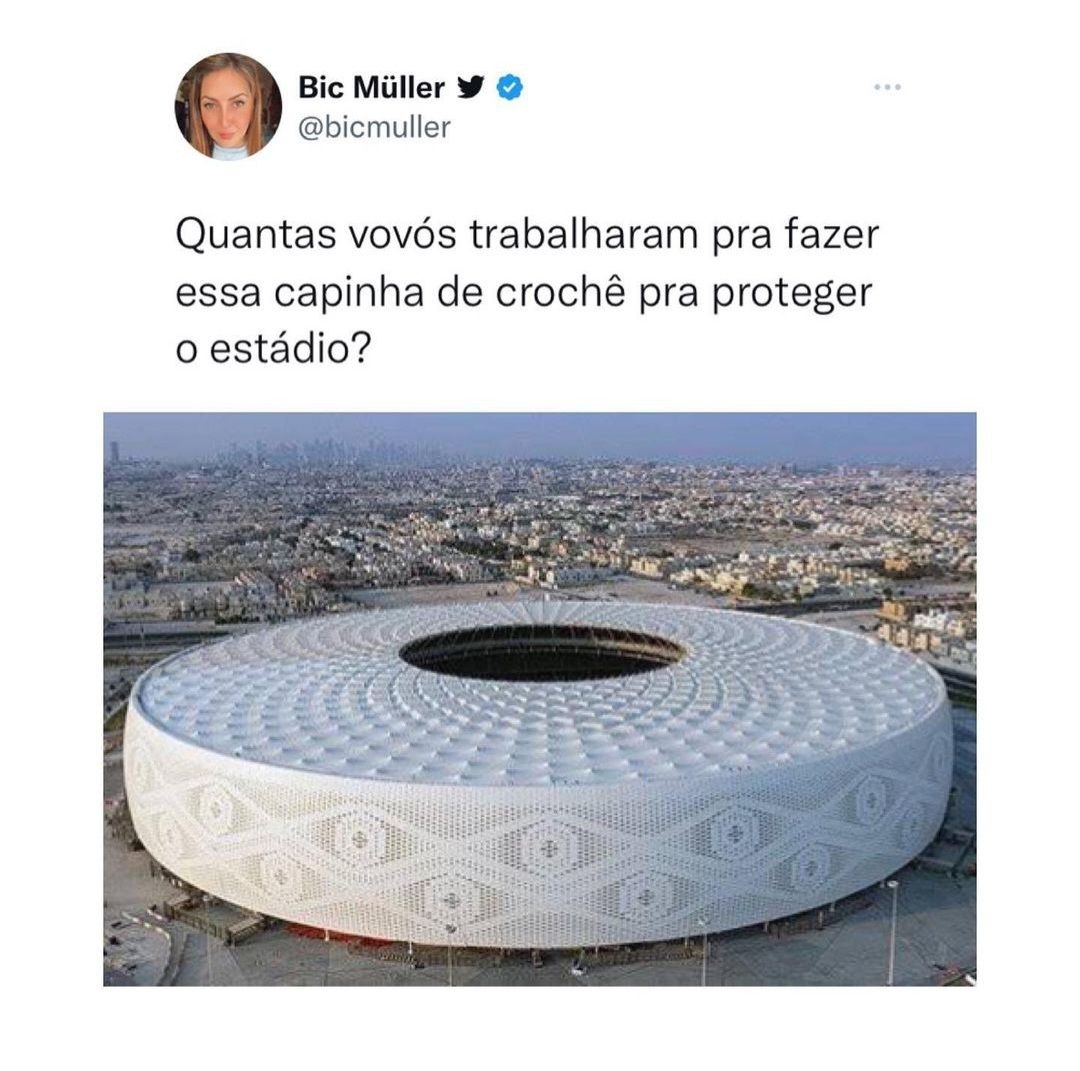 Bic Müller
@bicmuller
Quantas vovós trabalharam pra fazer
essa capinha de crochê pra proteger
o estádio?